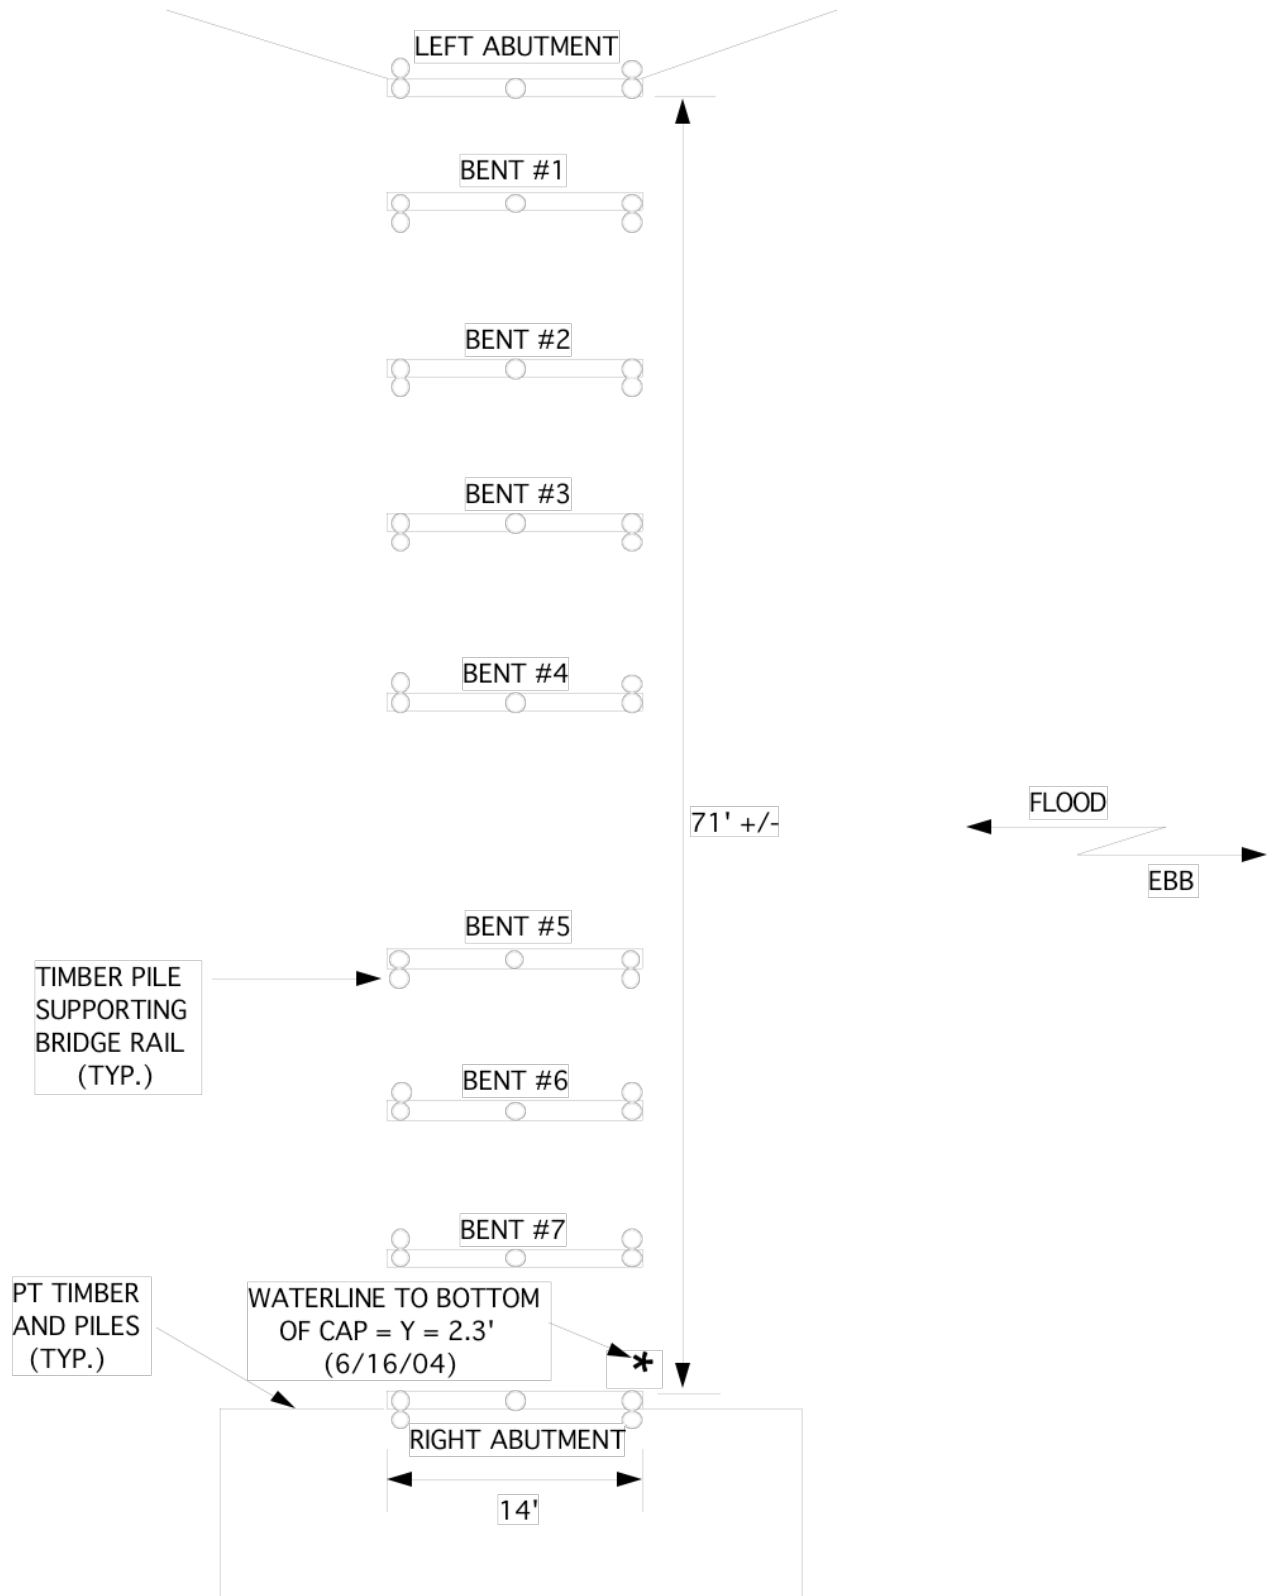 LEFT ABUTMENT
BENT #1
BENT #2
BENT #3
BENT #4
FLOOD
71' +/-
EBB
BENT #5
TIMBER PILE
SUPPORTING
BRIDGE RAIL
(TYP.)
BENT #6
BENT #7
PT TIMBER
AND PILES
(TYP.)
WATERLINE TO BOTTOM
OF CAP = Y = 2.3'
(6/16/04)
*
RIGHT ABUTMENT
14'